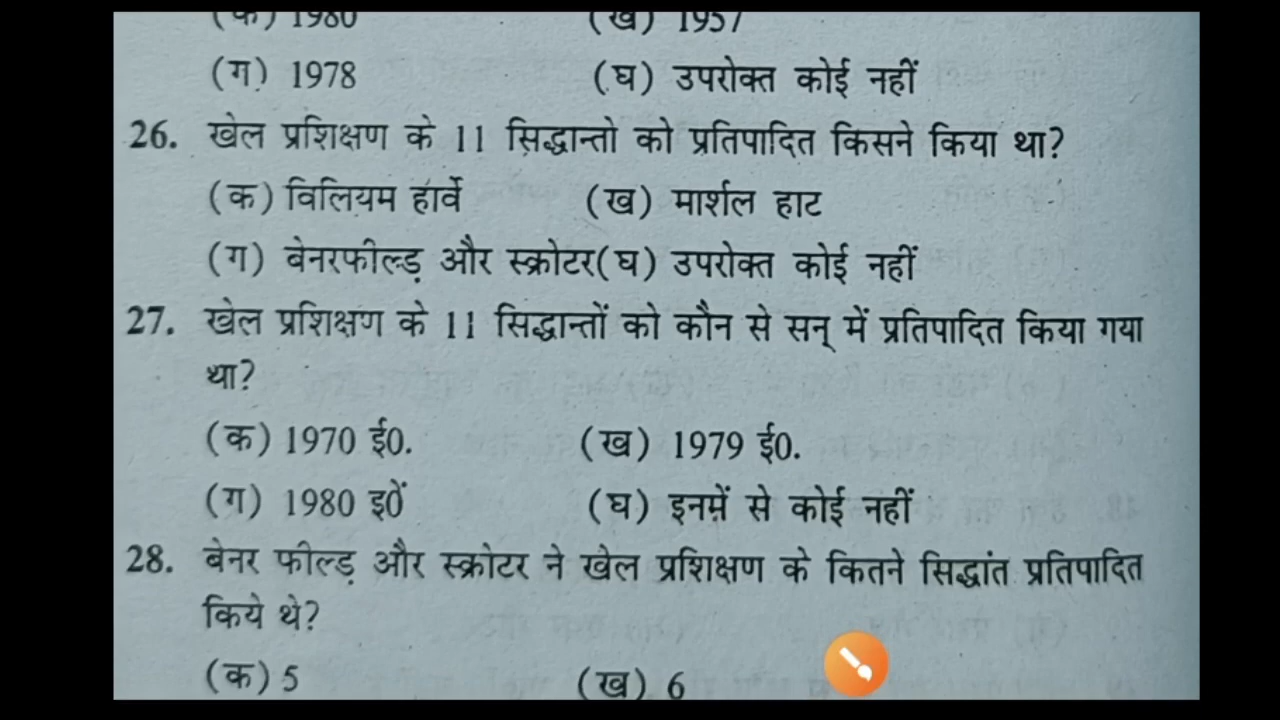 (क) 1980 (ख) 1957
(ग) 1978 (घ) उपरोक्त कोई नहीं
26. खेल प्रशिक्षण के 11 सिद्धान्तो को प्रतिपादित किसने किया था?
(क) विलियम हार्वे (ख) मार्शल हाट
(ग) बेनरफील्ड़ और स्क्रोटर(घ) उपरोक्त कोई नहीं
27. खेल प्रशिक्षण के 11 सिद्धान्तों को कौन से सन् में प्रतिपादित किया गया
था?
(क) 1970 ई0. (ख) 1979 ई0.
(ग) 1980 इों (घ) इनमें से कोई नहीं
28. बेनर फील्ड़ और स्क्रोटर ने खेल प्रशिक्षण के कितने सिद्धांत प्रतिपादित
किये थे?
(क) 5 (ख) 6